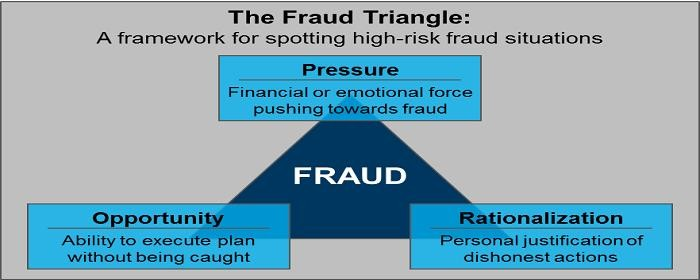 The Fraud Triangle:
A framework for spotting high-risk fraud situations
Pressure
Financial or emotional force
pushing towards fraud
FRAUD
Opportunity
Ability to execute plan
without being caught
Rationalization
Personal justification of
dishonest actions